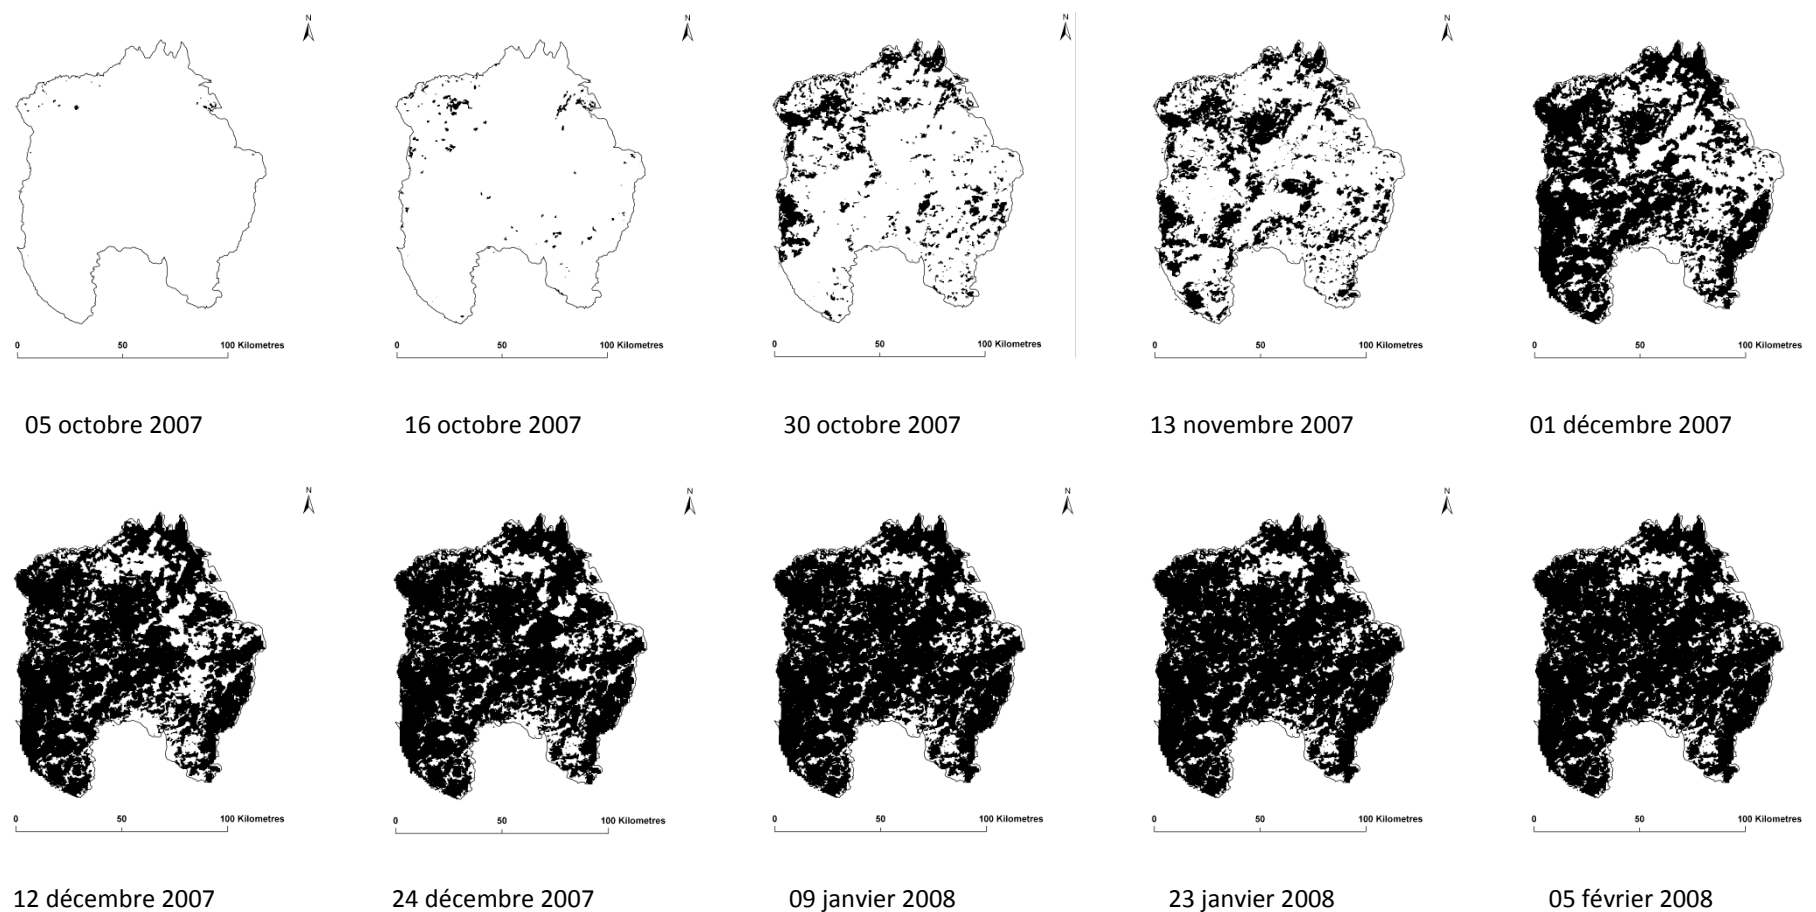 N N N N
0 50 100 Kilometres 0 50 100 Kilometres 0 50 100 Kilometres 0 50 100 Kilometres 0 50 100 Kilometres
05 octobre 2007 16 octobre 2007 30 octobre 2007 13 novembre 2007 01 décembre 2007
N N N N
0 50 100 Kilometres 0 50 100 Kilometres 0 50 100 Kilometres 0 50 100 Kilometres 0 50 100 Kilometres
12 décembre 2007 24 décembre 2007 09 janvier 2008 23 janvier 2008 05 février 2008